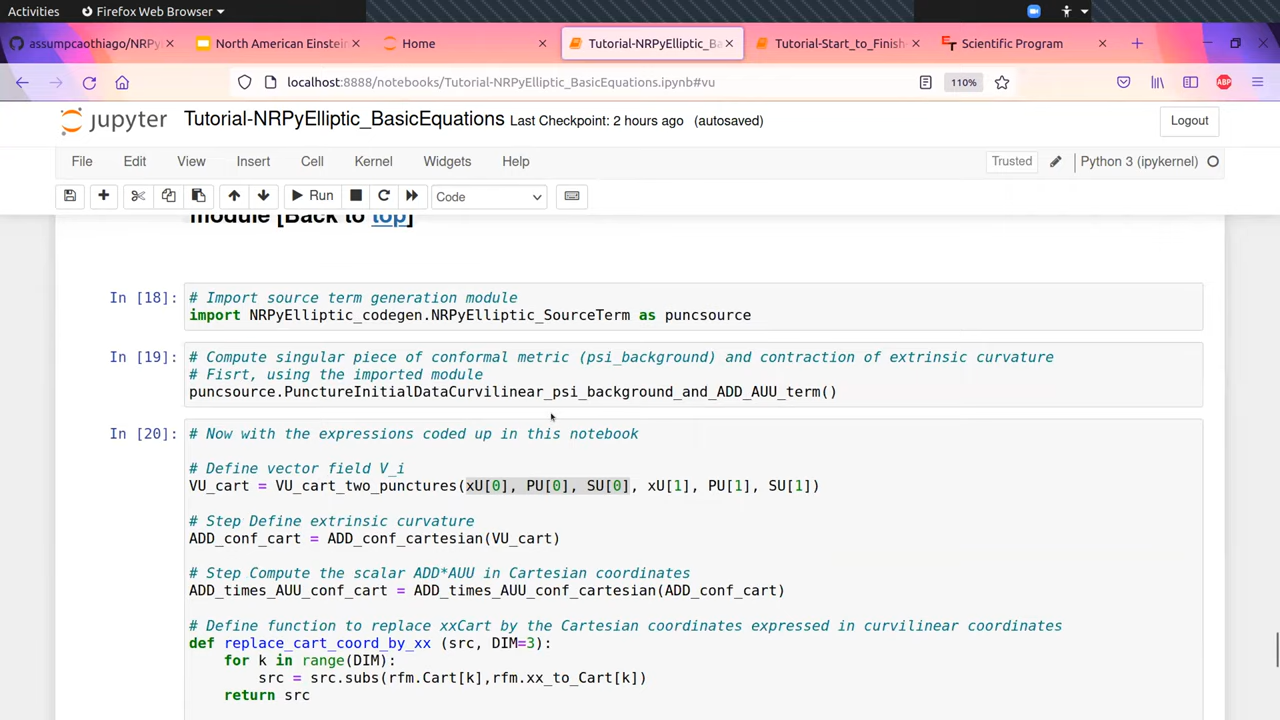 Activities Firefox Web Browser
assumpcaothiago/NRPy North American Einstein Home Tutorial-NRPyElliptic_Ba Tutorial-Start_to_Finish- Scientific Program
localhost:8888/notebooks/Tutorial-NRPyElliptic_BasicEquations.ipynb#vu 110% ABP
jupyter Tutorial-NRPyElliptic_BasicEquations Last Checkpoint: 2 hours ago (autosaved) Logout
File Edit View Insert Cell Kernel Widgets Help Trusted Python 3 (ipykernel)
Run Code
module [Back to top]
In [18]: # Import source term generation module
import NRPyElliptic_codegen.NRPyElliptic_SourceTerm as puncsource
In [19]: # Compute singular piece of conformal metric (psi_background) and contraction of extrinsic curvature
# Fisrt, using the imported module
puncsource.PunctureInitialDataCurvilinear_psi_background_and_ADD_AUU_term()
In [20]: # Now with the expressions coded up in this notebook
# Define vector field V_i
VU_cart = VU_cart_two_punctures(xU[0], PU[0], SU[0], xU[1], PU[1], SU[1])
# Step Define extrinsic curvature
ADD_conf_cart = ADD_conf_cartesian(VU_cart)
# Step Compute the scalar ADD*AUU in Cartesian coordinates
ADD_times_AUU_conf_cart = ADD_times_AUU_conf_cartesian(ADD_conf_cart)
# Define function to replace xxCart by the Cartesian coordinates expressed in curvilinear coordinates
def replace_cart_coord_by_xx (src, DIM=3):
for k in range(DIM):
src = src.subs(rfm.Cart[k],rfm.xx_to_Cart[k])
return src